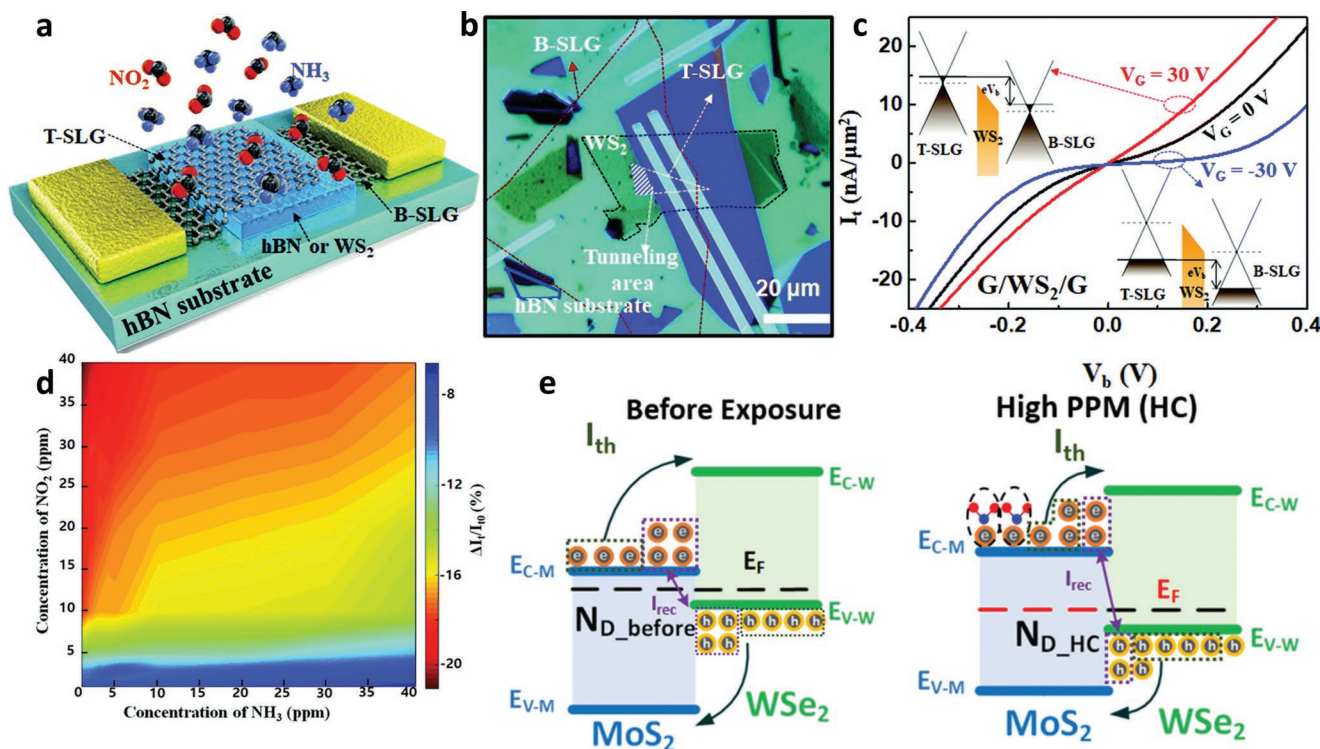 a
NO2
NH3
T-SLG
B-SLG
hBN or WS2
hBN substrate
b
B-SLG
T-SLG
WS2
Tunneling
area
hBN substrate
20 μm
c
It (nA/μm²)
20
10
0
-10
-20
-0.4
-0.2
0.0
0.2
0.4
Vb (V)
VG = 30 V
VG = 0 V
VG = -30 V
eVb
T-SLG
WS2
B-SLG
eVb
T-SLG
WS2
B-SLG
G/WS2/G
d
Concentration of NO2 (ppm)
40
35
30
25
20
15
10
5
0
5
10
15
20
25
30
35
40
Concentration of NH3 (ppm)
-8
-12
-16
-20
ΔIt/It0 (%)
e
Before Exposure
Ith
EC-W
e e
e e e e e
EC-M
EF
Irec
ND_before
EV-W
h h h h h h
h h
EV-M
WSe2
MoS2
High PPM (HC)
Ith
EC-W
e e
e e e
EC-M
Irec
EF
ND_HC
EV-W
h h h h h h
h h
EV-M
WSe2
MoS2